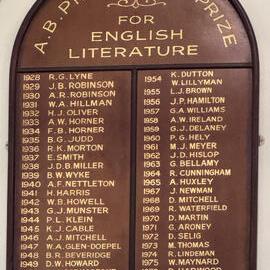 A.B. PRIZE
FOR
ENGLISH
LITERATURE
1928 R.G. LYNE
1929 J.B. ROBINSON
1930 A.R. ROBINSON
1931 W.A. HILLMAN
1932 H.J. OLIVER
1933 A.W. HORNER
1934 F.B. HORNER
1935 B.G. JUDD
1936 R.K. MORTON
1937 E. SMITH
1938 J.D.B. MILLER
1939 B.W. WYKE
1940 A.F. NETTLETON
1941 H. HARRIS
1942 W.B. HOWELL
1943 G.J. MUNSTER
1944 P.L. KLEIN
1945 K.J. CABLE
1946 A.J. MITCHELL
1947 W.A. GLEN-DOEPEL
1948 B.R. BEVERIDGE
1949 D.W. HOWARD
1954 K. DUTTON
W. LILLYMAN
1955 L.J. BROWN
1956 J.P. HAMILTON
1957 G.A. WILLIAMS
1958 A.W. IRELAND
1959 G.J. DELANEY
1960 P.G. HELY
1961 M.J. MEYER
1962 J.D. HISLOP
1963 G. BELLAMY
1964 R. CUNNINGHAM
1965 A. HUXLEY
1967 J. NEWMAN
1968 D. MITCHELL
1969 R. WATERFIELD
1970 D. MARTIN
1971 G. ARONEY
1972 D. SELIG
1973 M. THOMAS
1974 R. LINDEMAN
1975 W. MAYNARD